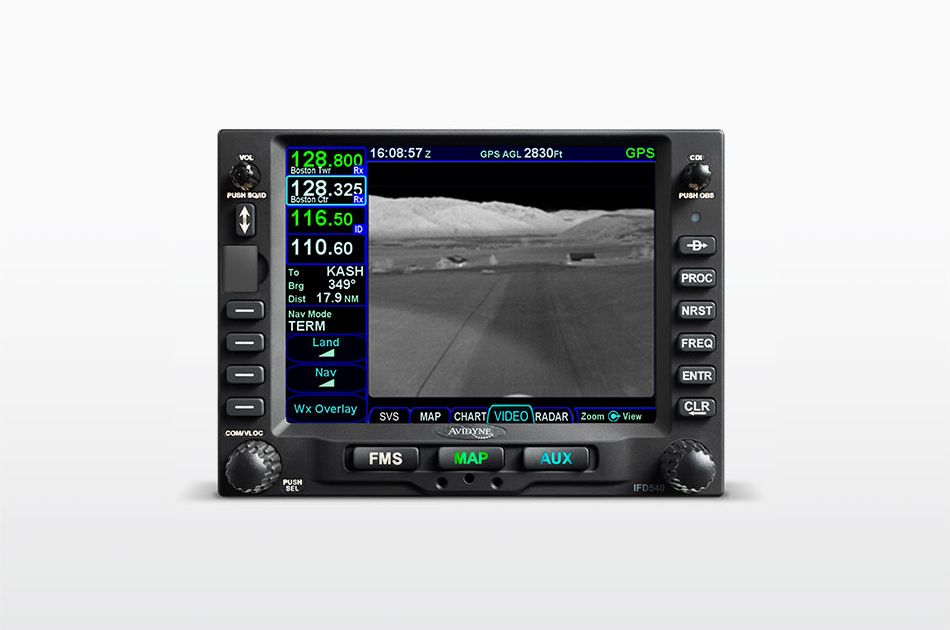 VOL
PUSH SQ/ID
COM/VLOC
PUSH
SEL
128.800
Boston Twr Rx
128.325
Boston Ctr Rx
116.50
ID
110.60
To KASH
Brg 349°
Dist 17.9 NM
Nav Mode
TERM
Land
Nav
Wx Overlay
16:08:57 Z GPS AGL 2830Ft GPS
SVS MAP CHART VIDEO RADAR Zoom View
AVIDYNE
FMS MAP AUX
CDI
PUSH OBS
D
PROC
NRST
FREQ
ENTR
CLR
IFD540